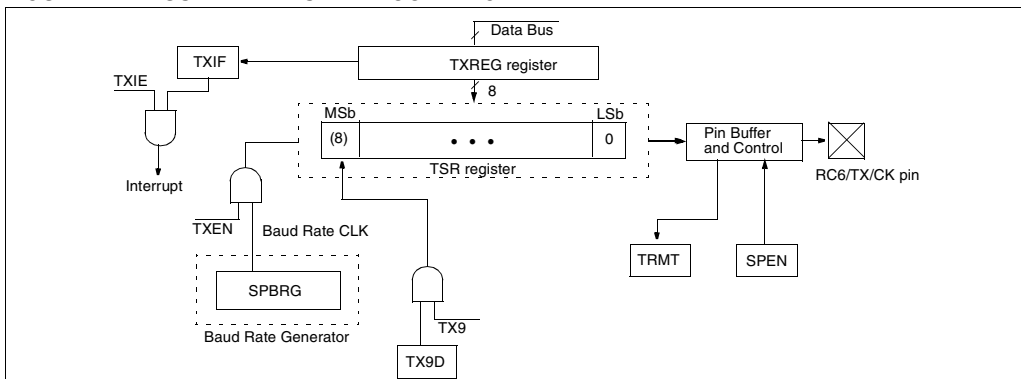 Data Bus
TXIF
TXREG register
TXIE
8
MSb
LSb
(8)
• • •
0
Pin Buffer
and Control
TSR register
Interrupt
RC6/TX/CK pin
TXEN
Baud Rate CLK
TRMT
SPEN
SPBRG
TX9
Baud Rate Generator
TX9D